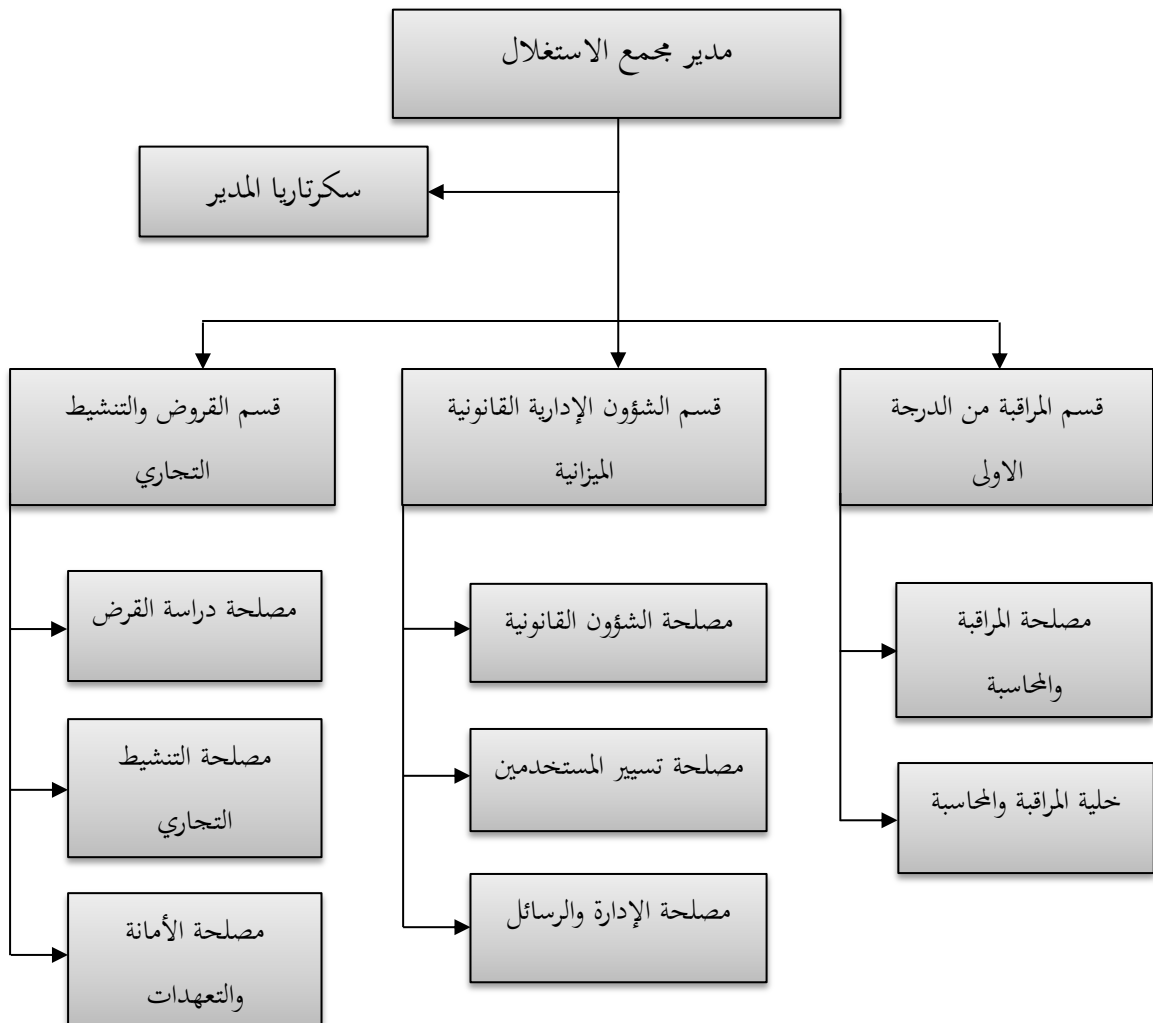 مدير مجمع الاستغلال
سكرتاريا المدير
قسم المراقبة من الدرجة
الاولى
قسم الشؤون الإدارية القانونية
الميزانية
قسم القروض والتنشيط
التجاري
مصلحة المراقبة
والمحاسبة
خلية المراقبة والمحاسبة
مصلحة الشؤون القانونية
مصلحة تسيير المستخدمين
مصلحة الإدارة والرسائل
مصلحة دراسة القرض
مصلحة التنشيط
التجاري
مصلحة الأمانة
والتعهدات